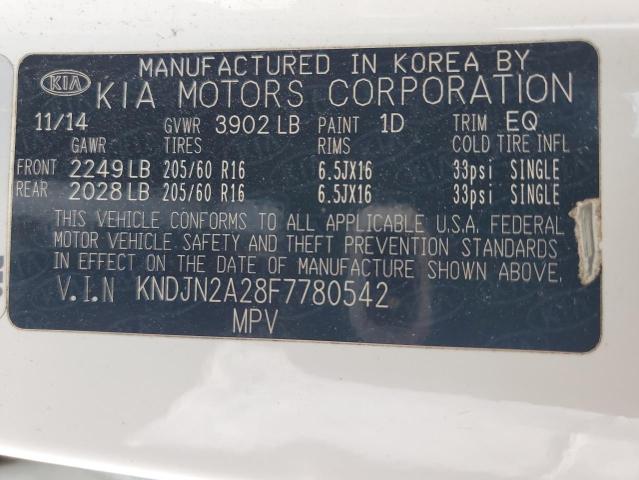 MANUFACTURED IN KOREA BY
KIA KIA MOTORS CORPORATION
11/14 GVWR 3902 LB PAINT 1D TRIM EQ
GAWR TIRES RIMS COLD TIRE INFL
FRONT 2249 LB 205/60 R16 6.5JX16 33psi SINGLE
REAR 2028 LB 205/60 R16 6.5JX16 33psi SINGLE
THIS VEHICLE CONFORMS TO ALL APPLICABLE U.S.A. FEDERAL
MOTOR VEHICLE SAFETY AND THEFT PREVENTION STANDARDS
IN EFFECT ON THE DATE OF MANUFACTURE SHOWN ABOVE.
V.I.N KNDJN2A28F7780542
MPV